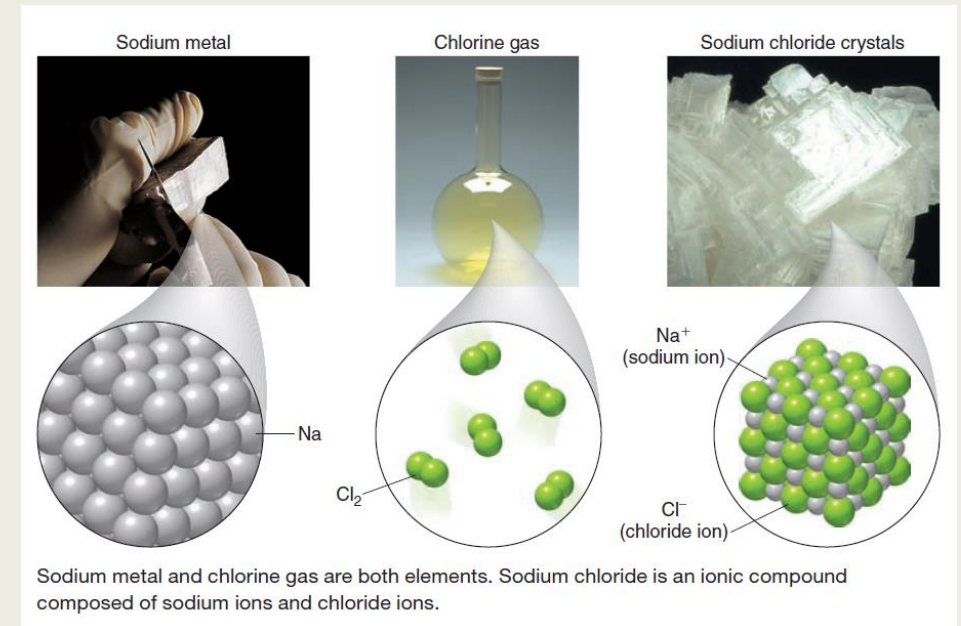 Sodium metal
Chlorine gas
Sodium chloride crystals
Na
Cl₂
Na⁺
(sodium ion)
Cl⁻
(chloride ion)
Sodium metal and chlorine gas are both elements. Sodium chloride is an ionic compound
composed of sodium ions and chloride ions.